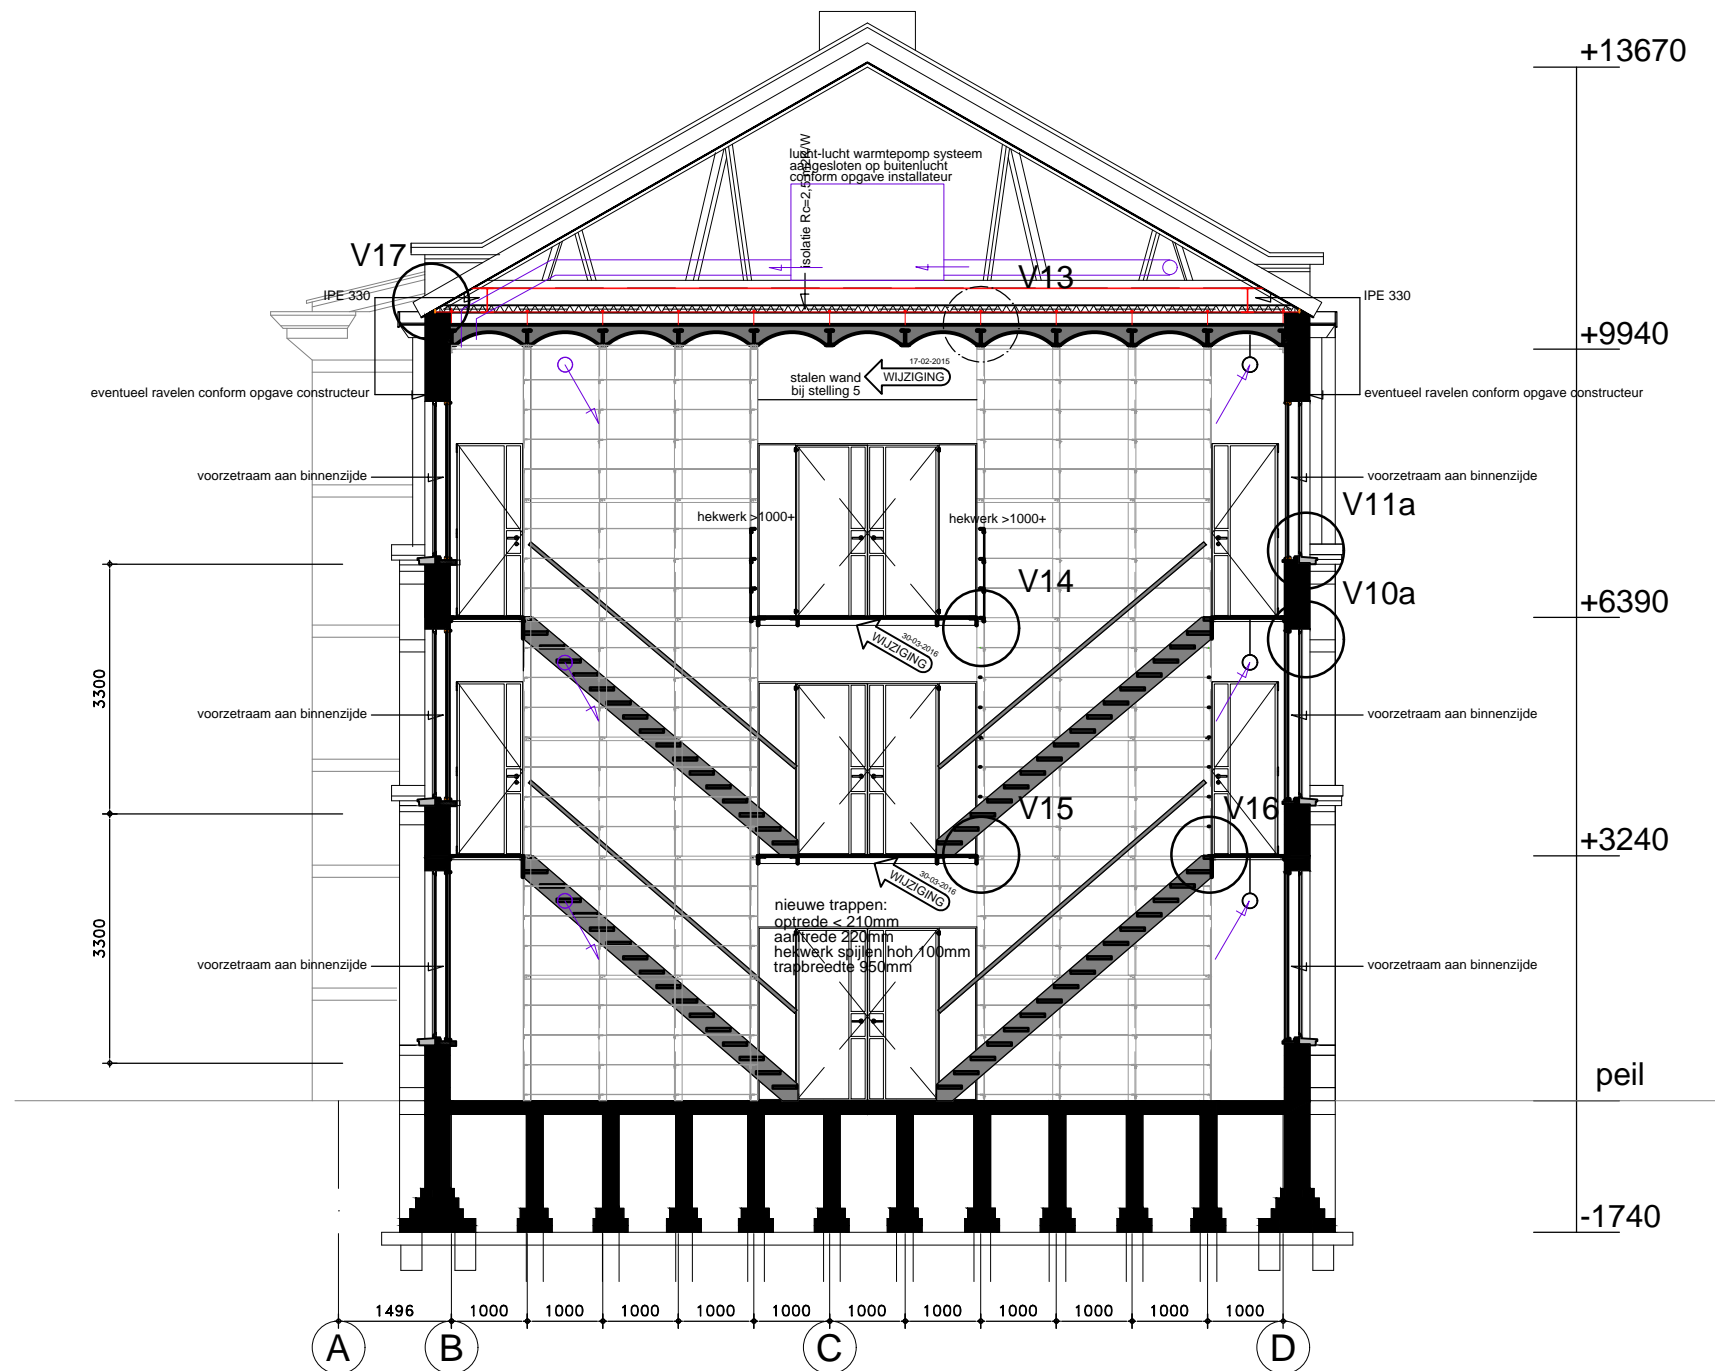 +13670
lucht-lucht warmtepomp systeem
aangesloten op buitenlucht
conform opgave installateur
isolatie Rc=2,5 m2K/W
V17
V13
IPE 330
IPE 330
+9940
17-02-2015
WIJZIGING
stalen wand
bij stelling 5
eventueel ravelen conform opgave constructeur
eventueel ravelen conform opgave constructeur
voorzetraam aan binnenzijde
voorzetraam aan binnenzijde
V11a
hekwerk >1000+
hekwerk >1000+
V14
V10a
+6390
30-03-2016
WIJZIGING
3300
voorzetraam aan binnenzijde
voorzetraam aan binnenzijde
V15
V16
+3240
30-03-2016
WIJZIGING
nieuwe trappen:
optrede < 210mm
aantrede 220mm
hekwerk spijlen hoh 100mm
trapbreedte 950mm
3300
voorzetraam aan binnenzijde
voorzetraam aan binnenzijde
peil
-1740
1496 1000 1000 1000 1000 1000 1000 1000 1000 1000 1000 1000
A B C D